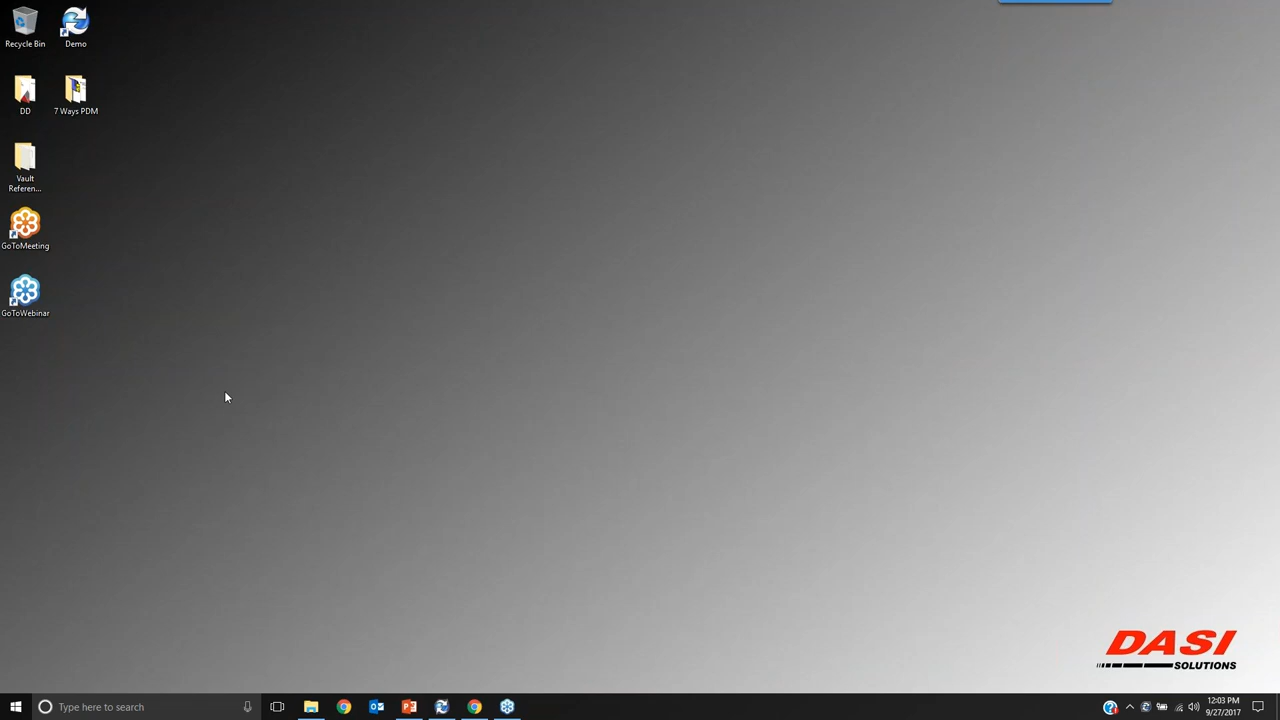 Recycle Bin
Demo
DD
7 Ways PDM
Vault
Referen...
GoToMeeting
GoToWebinar
DASI
SOLUTIONS
Type here to search
12:03 PM
9/27/2017